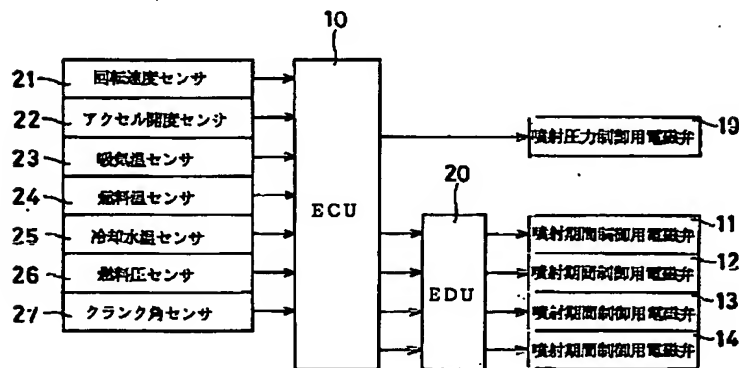 10
21 回転速度センサ
22 アクセル開度センサ
23 吸気温センサ
24 燃料温センサ
25 冷却水温センサ
26 燃料圧センサ
27 クランク角センサ
ECU
20
EDU
噴射圧力制御用電磁弁 19
噴射期間制御用電磁弁 11
噴射期間制御用電磁弁 12
噴射期間制御用電磁弁 13
噴射期間制御用電磁弁 14